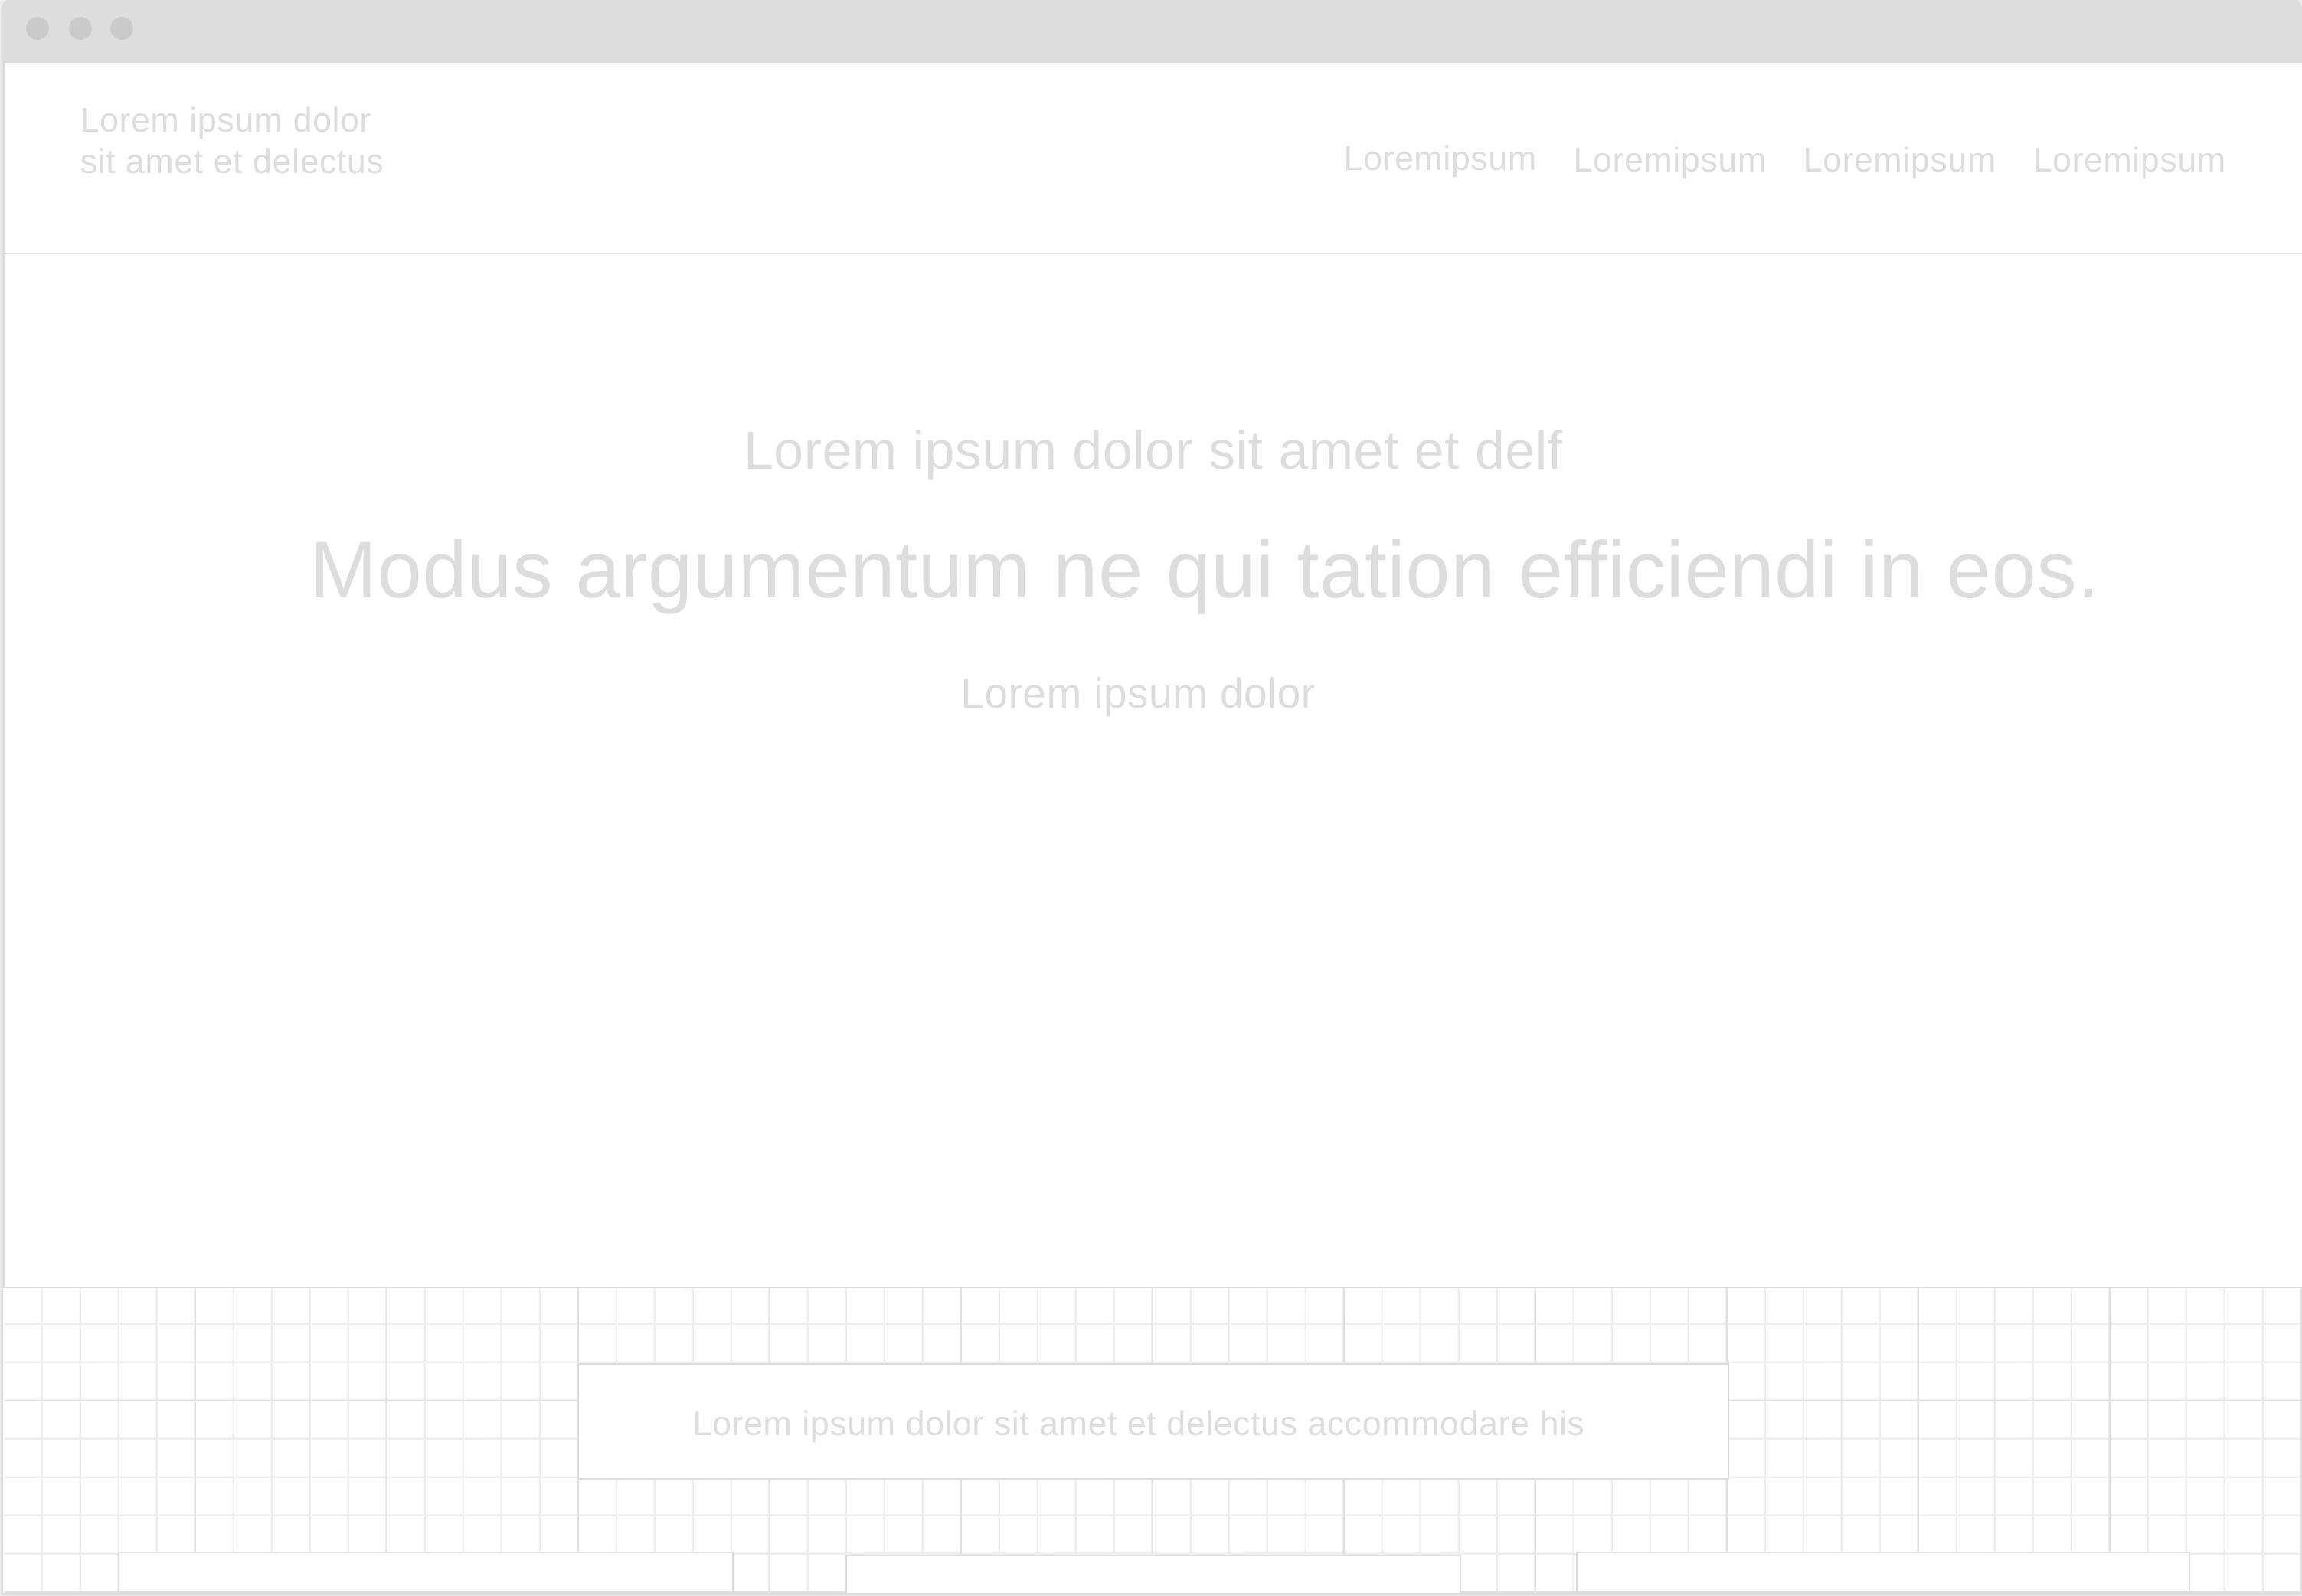 Lorem ipsum dolor
sit amet et delectus
Loremipsum Loremipsum Loremipsum Loremipsum
Lorem ipsum dolor sit amet et delf
Modus argumentum ne qui tation efficiendi in eos.
Lorem ipsum dolor
Lorem ipsum dolor sit amet et delectus accommodare his